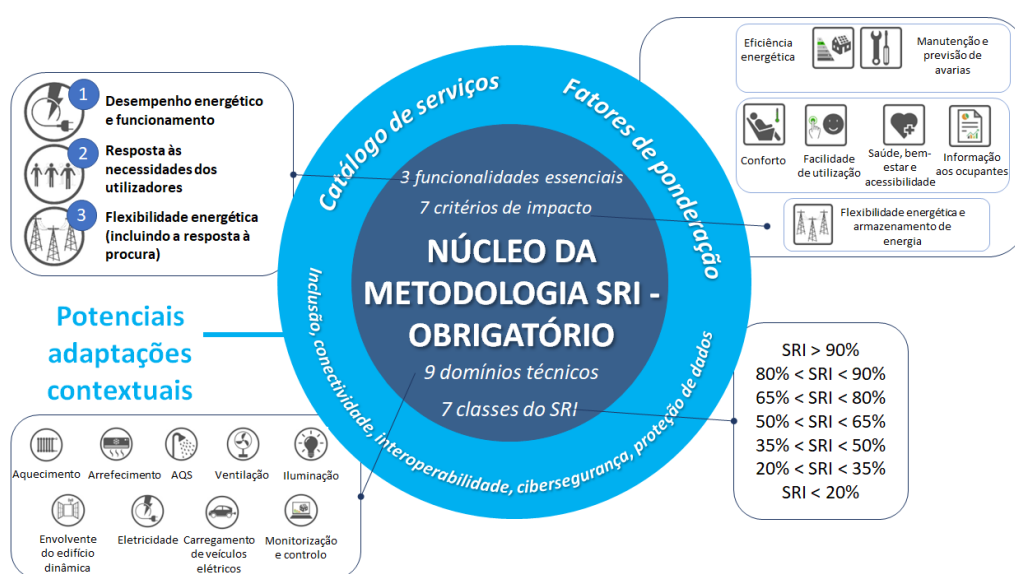 1
Desempenho energético
e funcionamento
2
Resposta às
necessidades dos
utilizadores
3
Flexibilidade energética
(incluindo a resposta à
procura)
Catálogo de serviços
Fatores de ponderação
Inclusão, conectividade, interoperabilidade, cibersegurança, proteção de dados
3 funcionalidades essenciais
7 critérios de impacto
NÚCLEO DA
METODOLOGIA SRI -
OBRIGATÓRIO
9 domínios técnicos
7 classes do SRI
Eficiência
energética
Manutenção e
previsão de
avarias
Conforto
Facilidade
de utilização
Saúde, bem-
estar e
acessibilidade
Informação
aos ocupantes
Flexibilidade energética e
armazenamento de
energia
Potenciais
adaptações
contextuais
SRI > 90%
80% < SRI < 90%
65% < SRI < 80%
50% < SRI < 65%
35% < SRI < 50%
20% < SRI < 35%
SRI < 20%
Aquecimento
Arrefecimento
AQS
Ventilação
Iluminação
Envolvente
do edifício
dinâmica
Eletricidade
Carregamento
de veículos
elétricos
Monitorização
e controlo